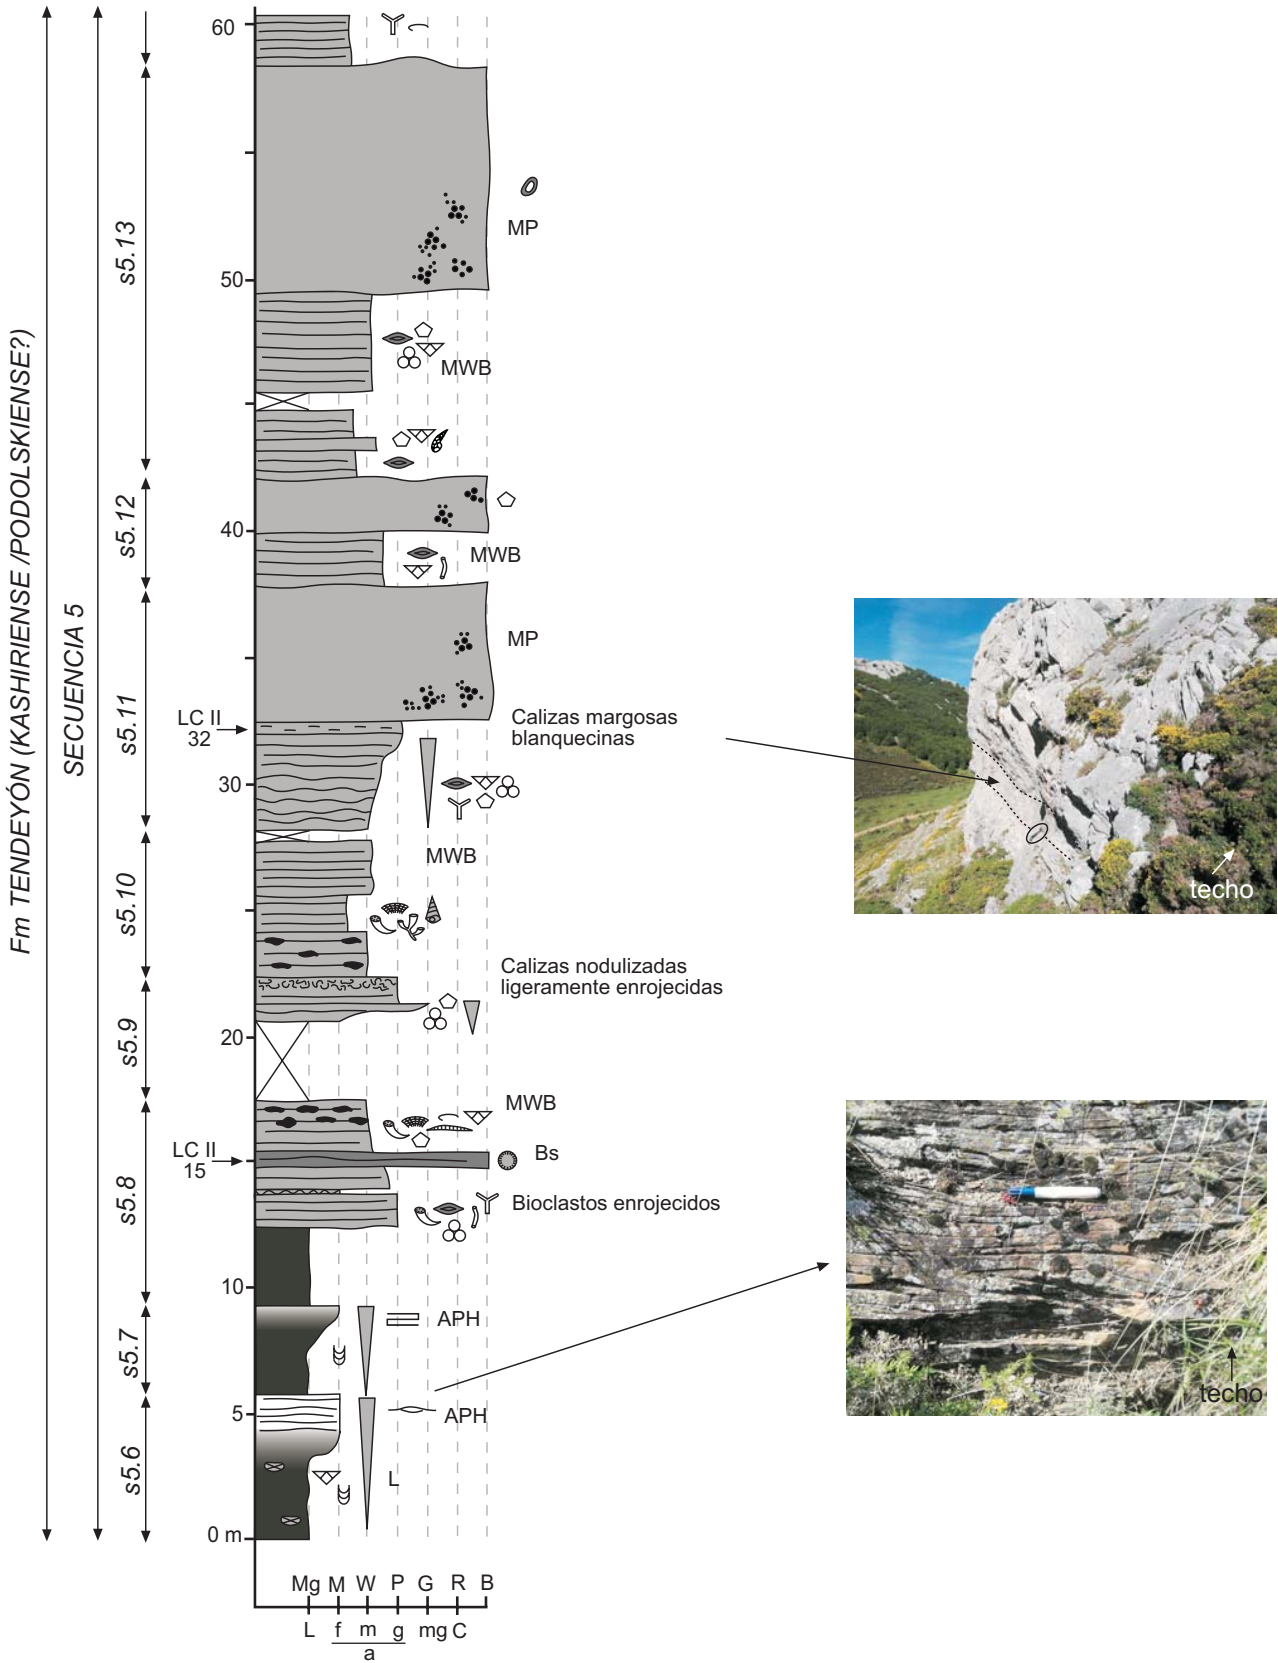 Fm TENDEYÓN (KASHIRIENSE /PODOLSKIENSE?)
SECUENCIA 5
60
s5.13
MP
50
MWB
s5.12
40
MWB
s5.11
MP
LC II
32
Calizas margosas
blanquecinas
techo
30
s5.10
MWB
Calizas nodulizadas
ligeramente enrojecidas
s5.9
20
MWB
LC II
15
Bs
s5.8
Bioclastos enrojecidos
10
s5.7
APH
techo
5
APH
s5.6
L
0 m
Mg M W P G R B
L f m g mg C
a